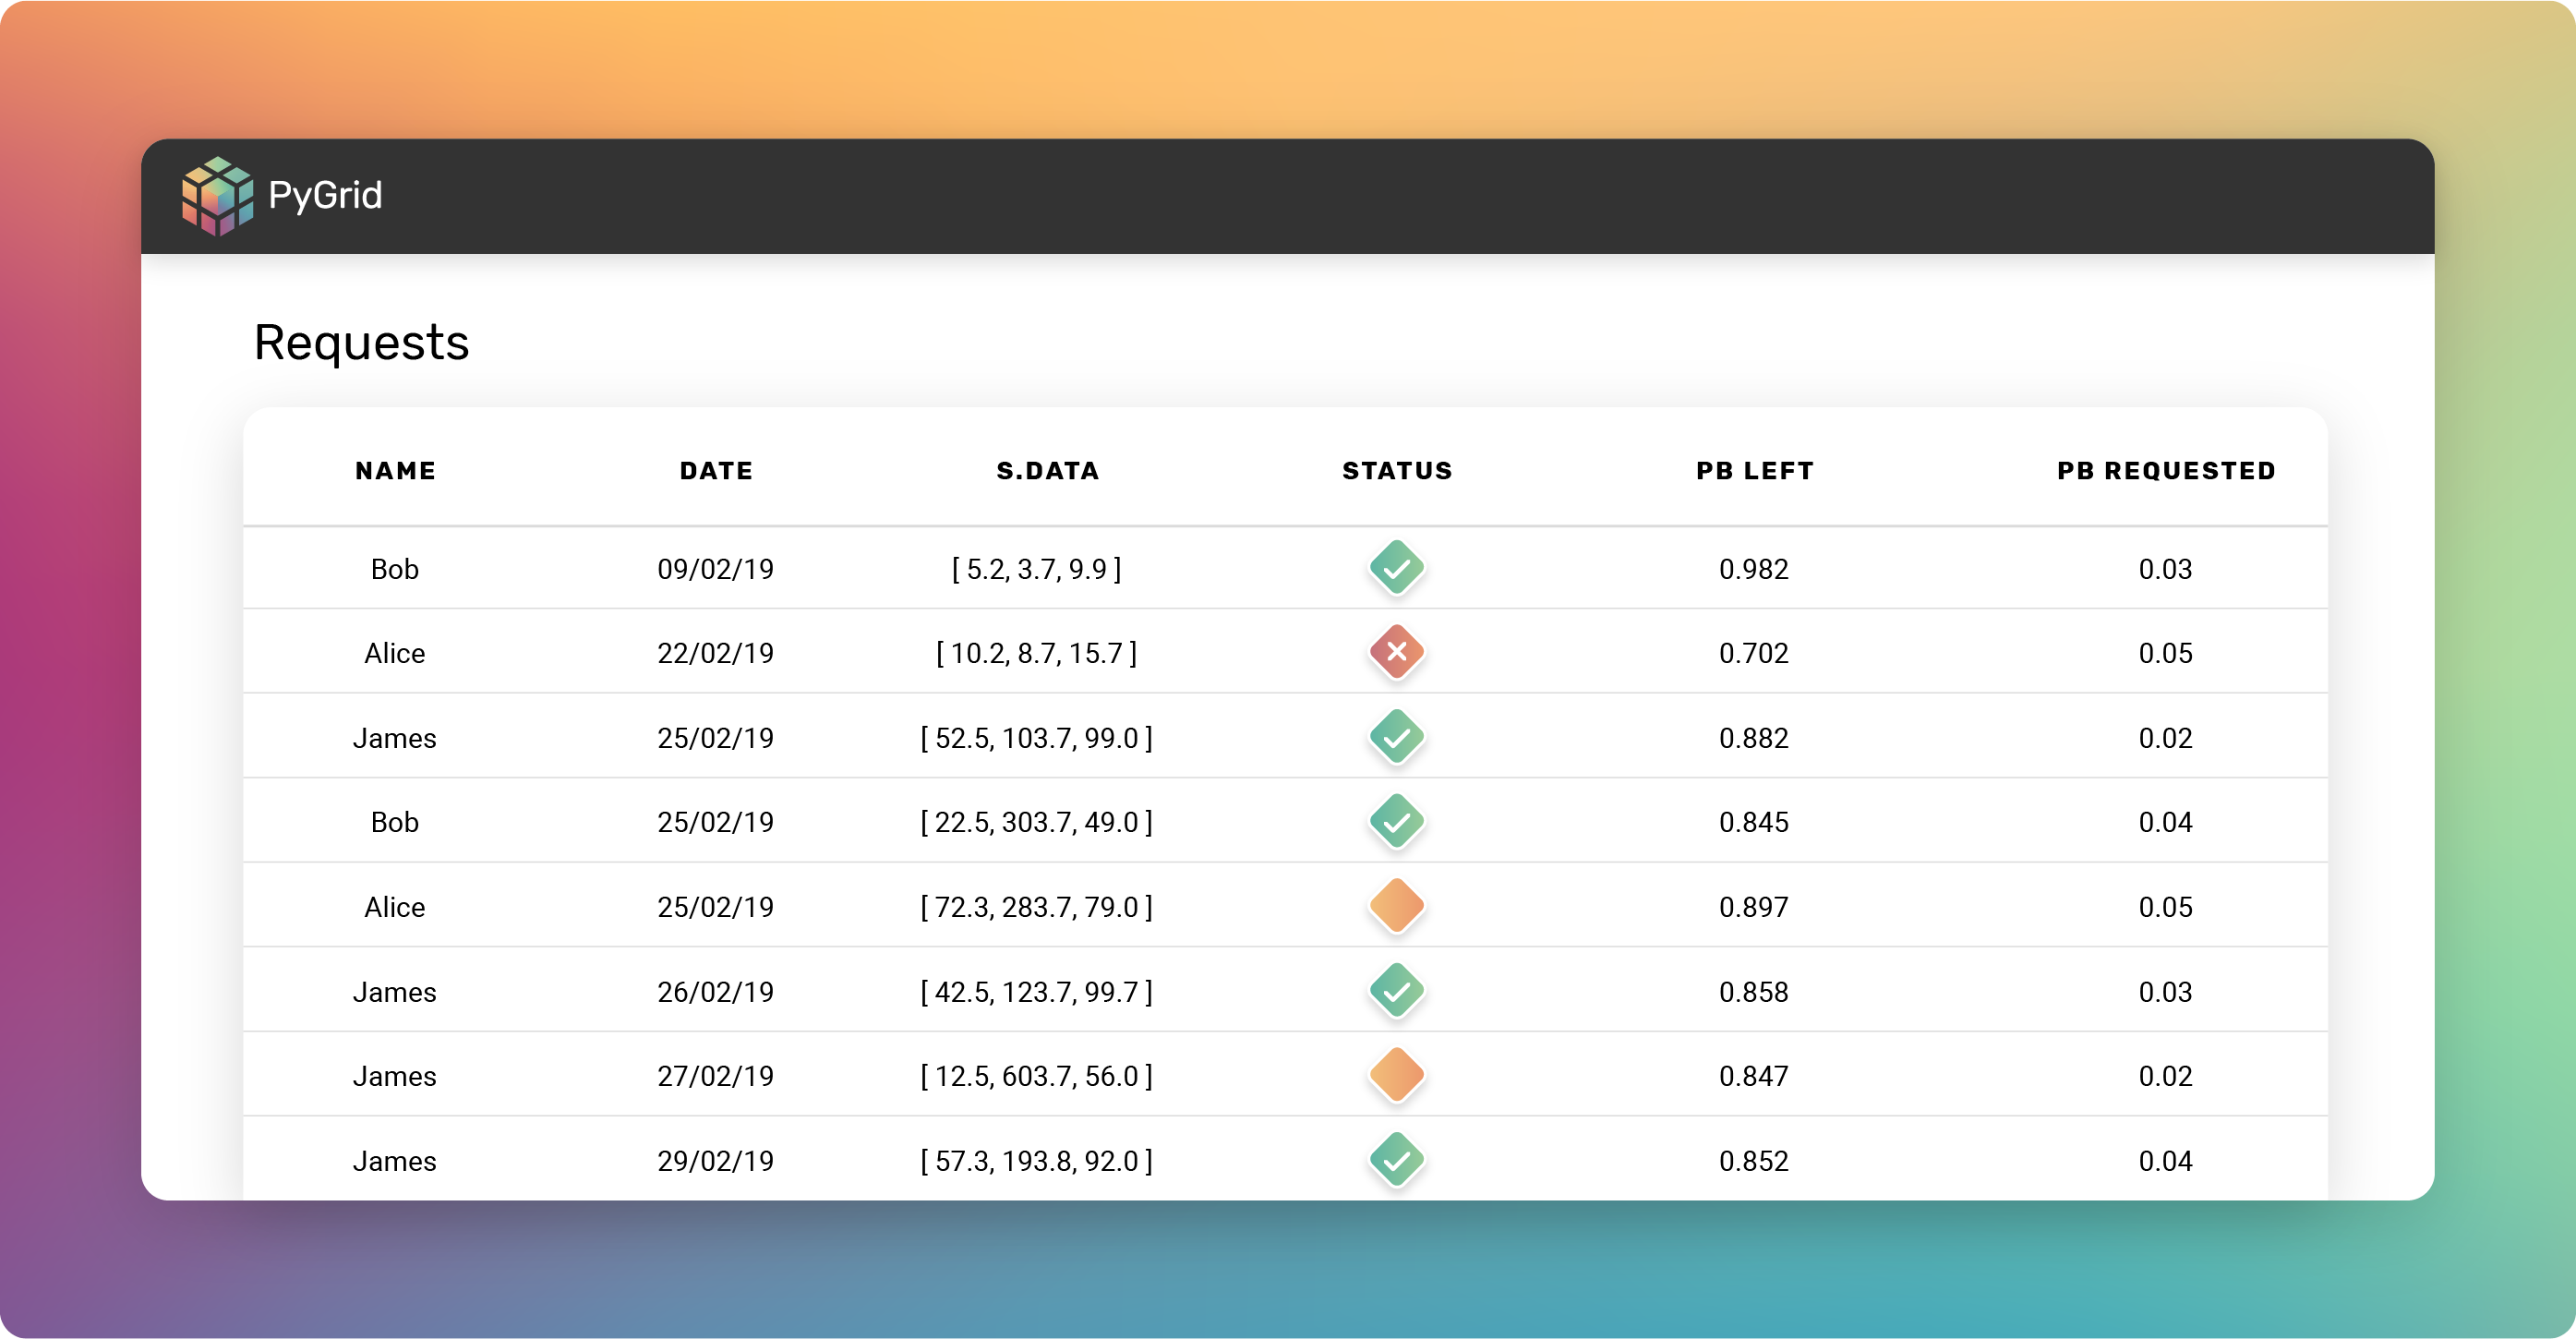 PyGrid
Requests
NAME DATE S.DATA STATUS PB LEFT PB REQUESTED
Bob 09/02/19 [ 5.2, 3.7, 9.9 ] 0.982 0.03
Alice 22/02/19 [ 10.2, 8.7, 15.7 ] 0.702 0.05
James 25/02/19 [ 52.5, 103.7, 99.0 ] 0.882 0.02
Bob 25/02/19 [ 22.5, 303.7, 49.0 ] 0.845 0.04
Alice 25/02/19 [ 72.3, 283.7, 79.0 ] 0.897 0.05
James 26/02/19 [ 42.5, 123.7, 99.7 ] 0.858 0.03
James 27/02/19 [ 12.5, 603.7, 56.0 ] 0.847 0.02
James 29/02/19 [ 57.3, 193.8, 92.0 ] 0.852 0.04